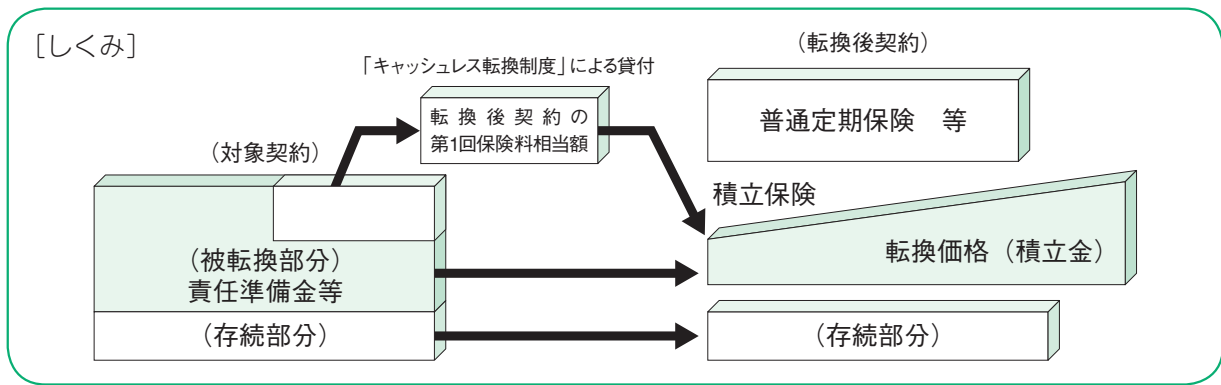 [しくみ]
「キャッシュレス転換制度」による貸付
転換後契約の
第1回保険料相当額
(対象契約)
(被転換部分)
責任準備金等
(存続部分)
(転換後契約)
普通定期保険 等
積立保険
転換価格(積立金)
(存続部分)